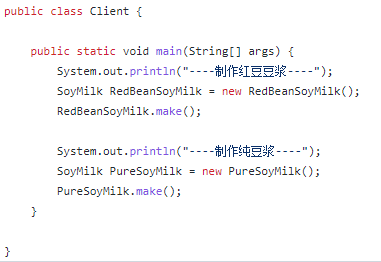 public class Client {
    public static void main(String[] args) {
        System.out.println("----制作红豆豆浆----");
        SoyMilk RedBeanSoyMilk = new RedBeanSoyMilk();
        RedBeanSoyMilk.make();
        System.out.println("----制作纯豆浆----");
        SoyMilk PureSoyMilk = new PureSoyMilk();
        PureSoyMilk.make();
    }
}